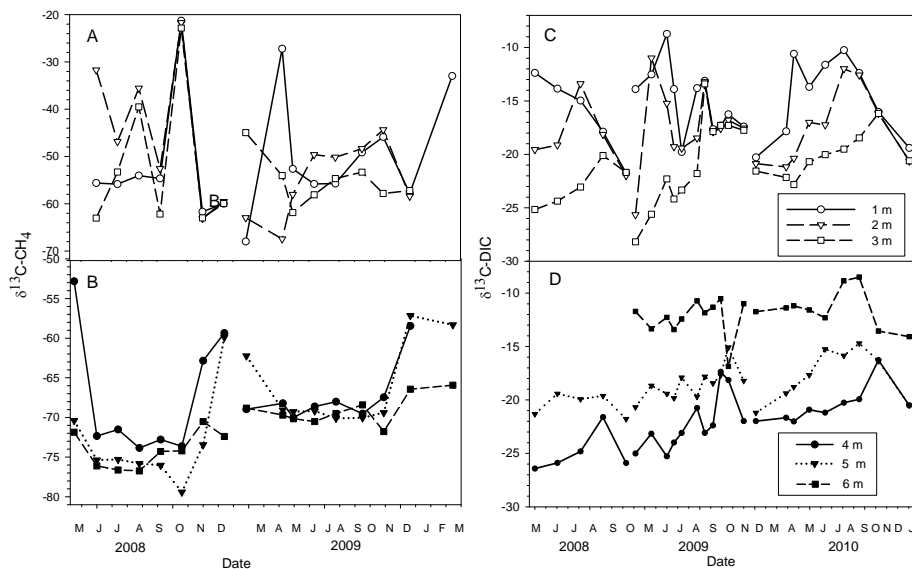 A
-20
-30
-40
-50
-60
-70
B
δ13C-CH4
B
-50
-55
-60
-65
-70
-75
-80
M J J A S O N D M A M J J A S O N D J F M
2008 2009
Date
C
-10
-15
-20
-25
-30
1 m
2 m
3 m
δ13C-DIC
D
-10
-15
-20
-25
-30
4 m
5 m
6 m
M J J A S O M J J A S O N D M A M J J A S O N D J
2008 2009 2010
Date